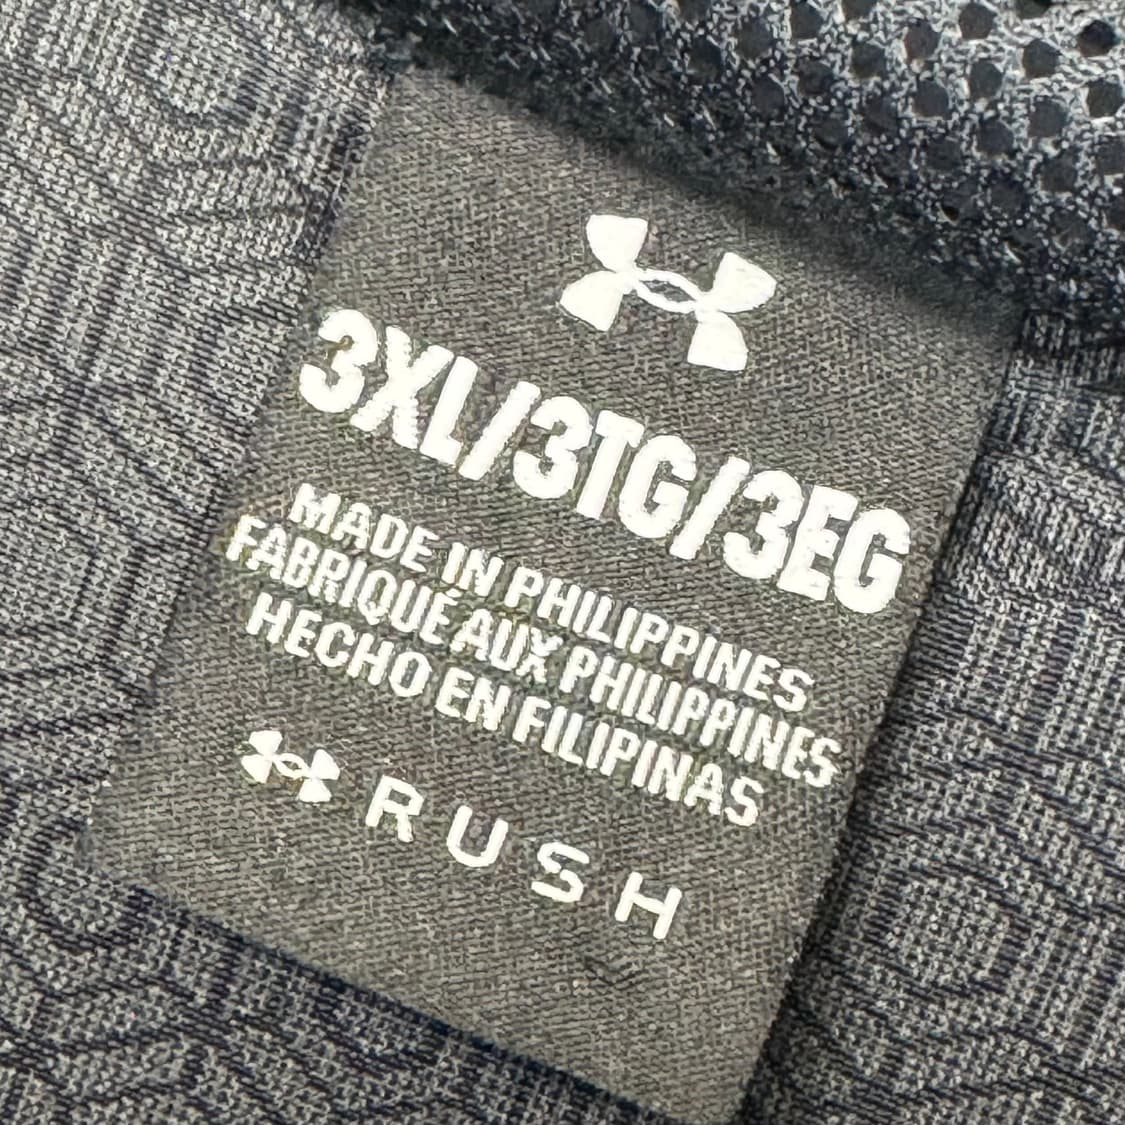 3XL/3TG/3EG
MADE IN PHILIPPINES
FABRIQUÉ AUX PHILIPPINES
HECHO EN FILIPINAS
RUSH